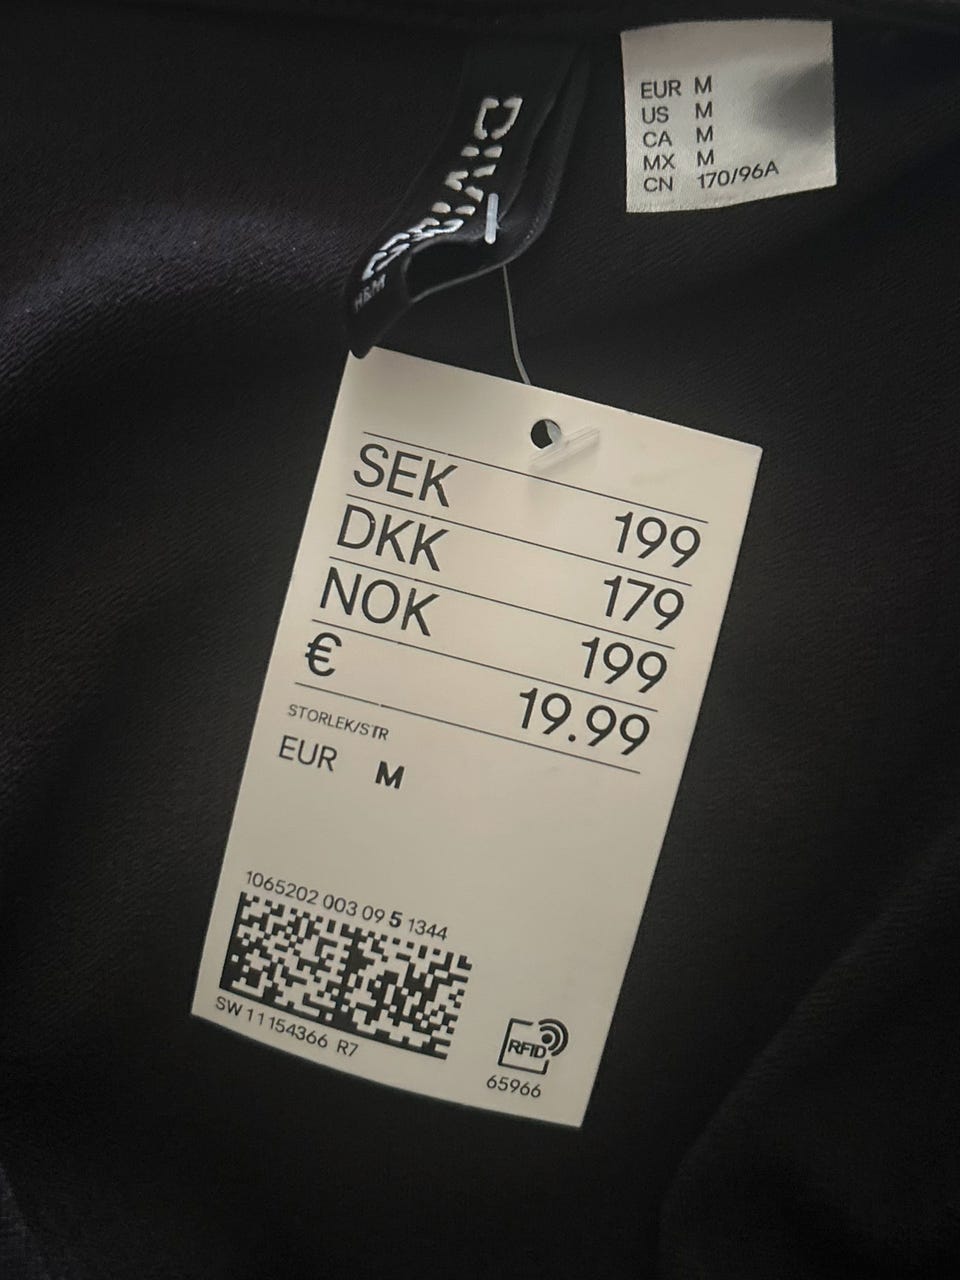 EUR M
US M
CA M
MX M
CN 170/96A
DIVIDED
H&M
SEK 199
DKK 179
NOK 199
€ 19.99
STORLEK/STR
EUR M
1065202 003 09 5 1344
SW 11154366 R7
RFID
65966